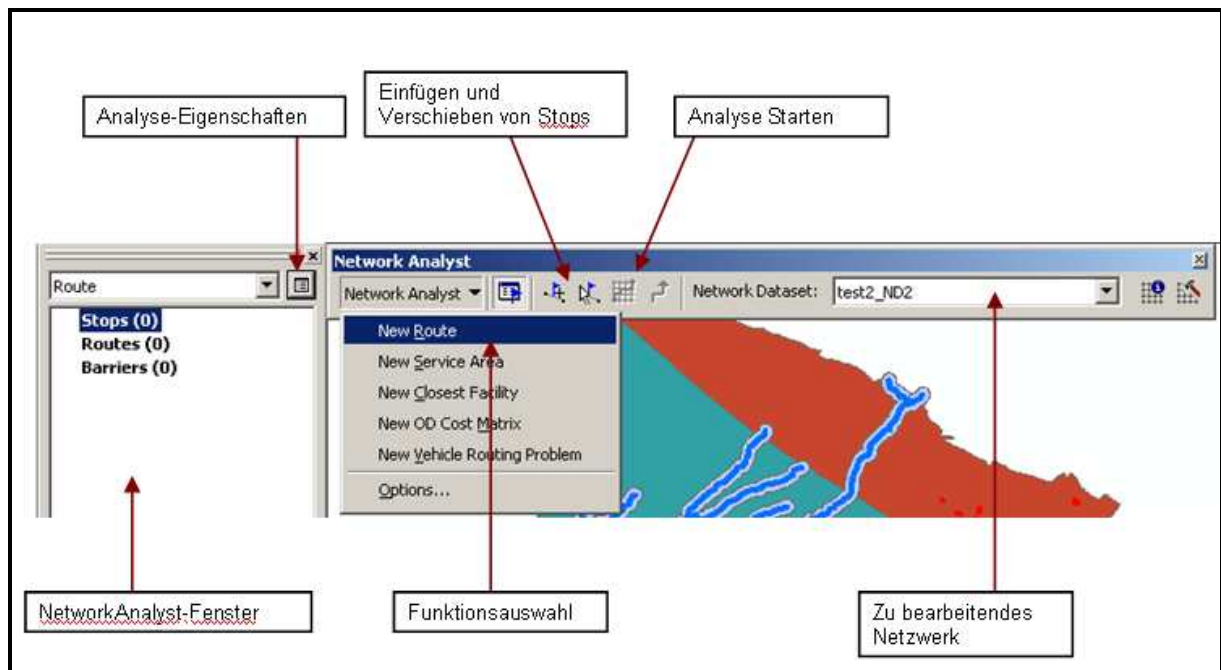 Analyse-Eigenschaften
Einfügen und
Verschieben von Stops
Analyse Starten
Network Analyst
Route
Network Analyst
Network Dataset:
test2_ND2
Stops (0)
Routes (0)
Barriers (0)
New Route
New Service Area
New Closest Facility
New OD Cost Matrix
New Vehicle Routing Problem
Options...
NetworkAnalyst-Fenster
Funktionsauswahl
Zu bearbeitendes
Netzwerk